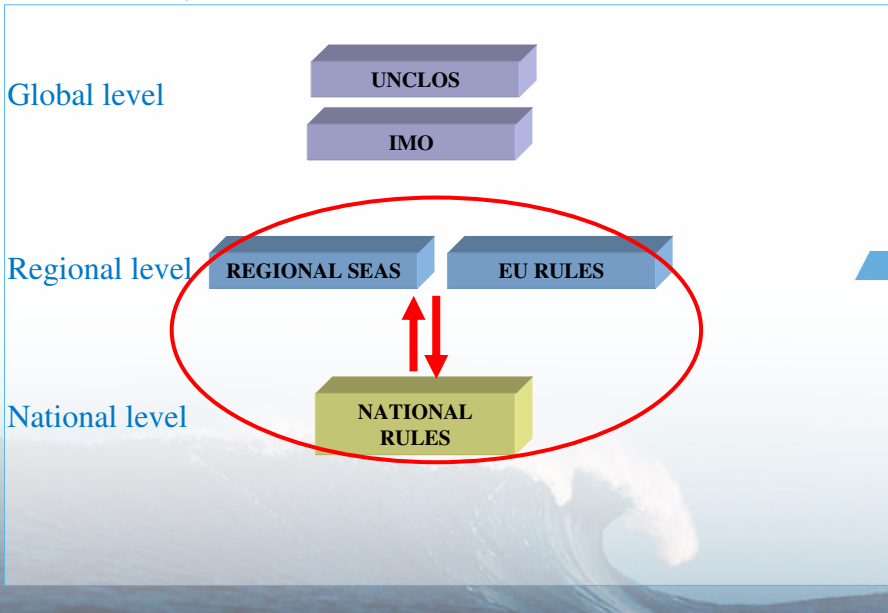 Global level
UNCLOS
IMO
Regional level
REGIONAL SEAS
EU RULES
National level
NATIONAL
RULES